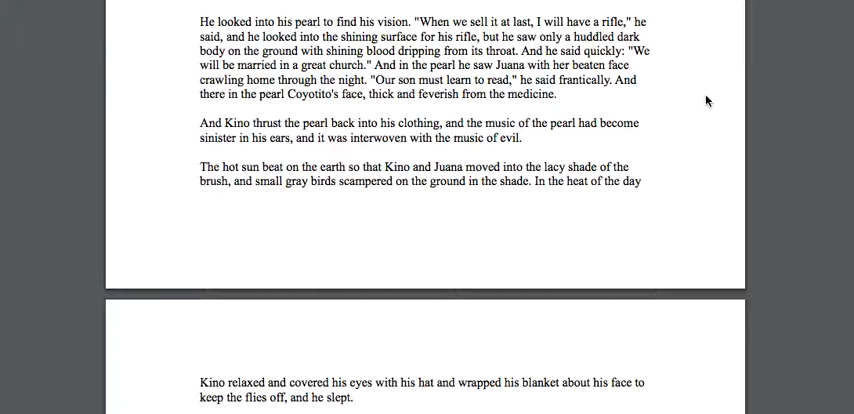 He looked into his pearl to find his vision. "When we sell it at last, I will have a rifle," he
said, and he looked into the shining surface for his rifle, but he saw only a huddled dark
body on the ground with shining blood dripping from its throat. And he said quickly: "We
will be married in a great church." And in the pearl he saw Juana with her beaten face
crawling home through the night. "Our son must learn to read," he said frantically. And
there in the pearl Coyotito's face, thick and feverish from the medicine.
And Kino thrust the pearl back into his clothing, and the music of the pearl had become
sinister in his ears, and it was interwoven with the music of evil.
The hot sun beat on the earth so that Kino and Juana moved into the lacy shade of the
brush, and small gray birds scampered on the ground in the shade. In the heat of the day
Kino relaxed and covered his eyes with his hat and wrapped his blanket about his face to
keep the flies off, and he slept.